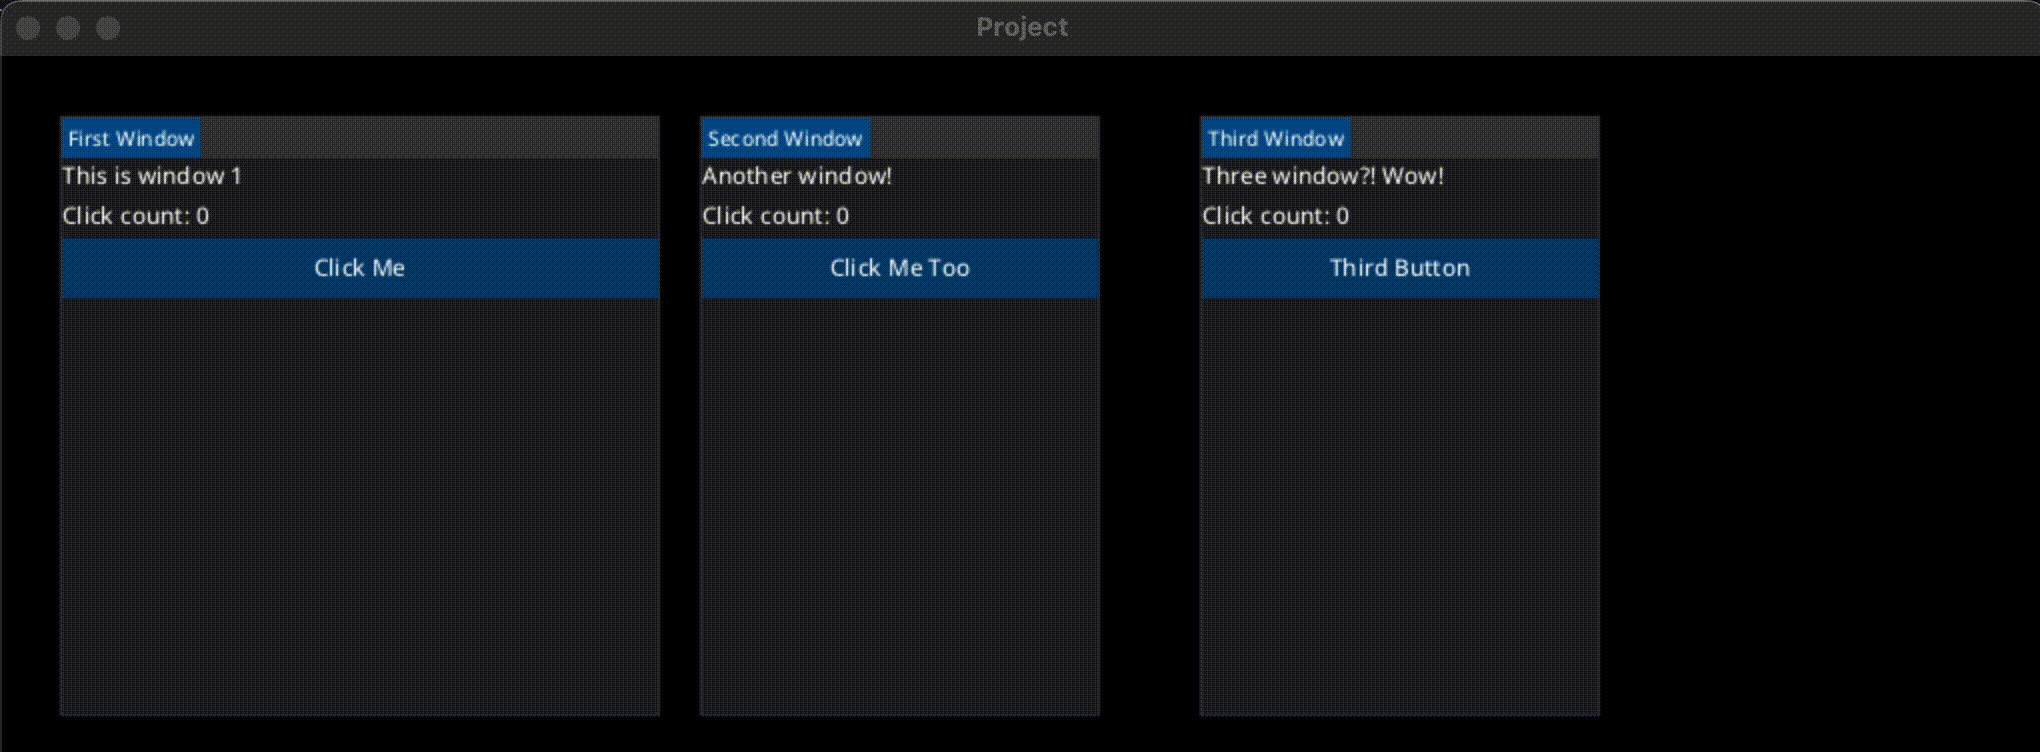 Project
First Window
This is window 1
Click count: 0
Click Me
Second Window
Another window!
Click count: 0
Click Me Too
Third Window
Three window?! Wow!
Click count: 0
Third Button